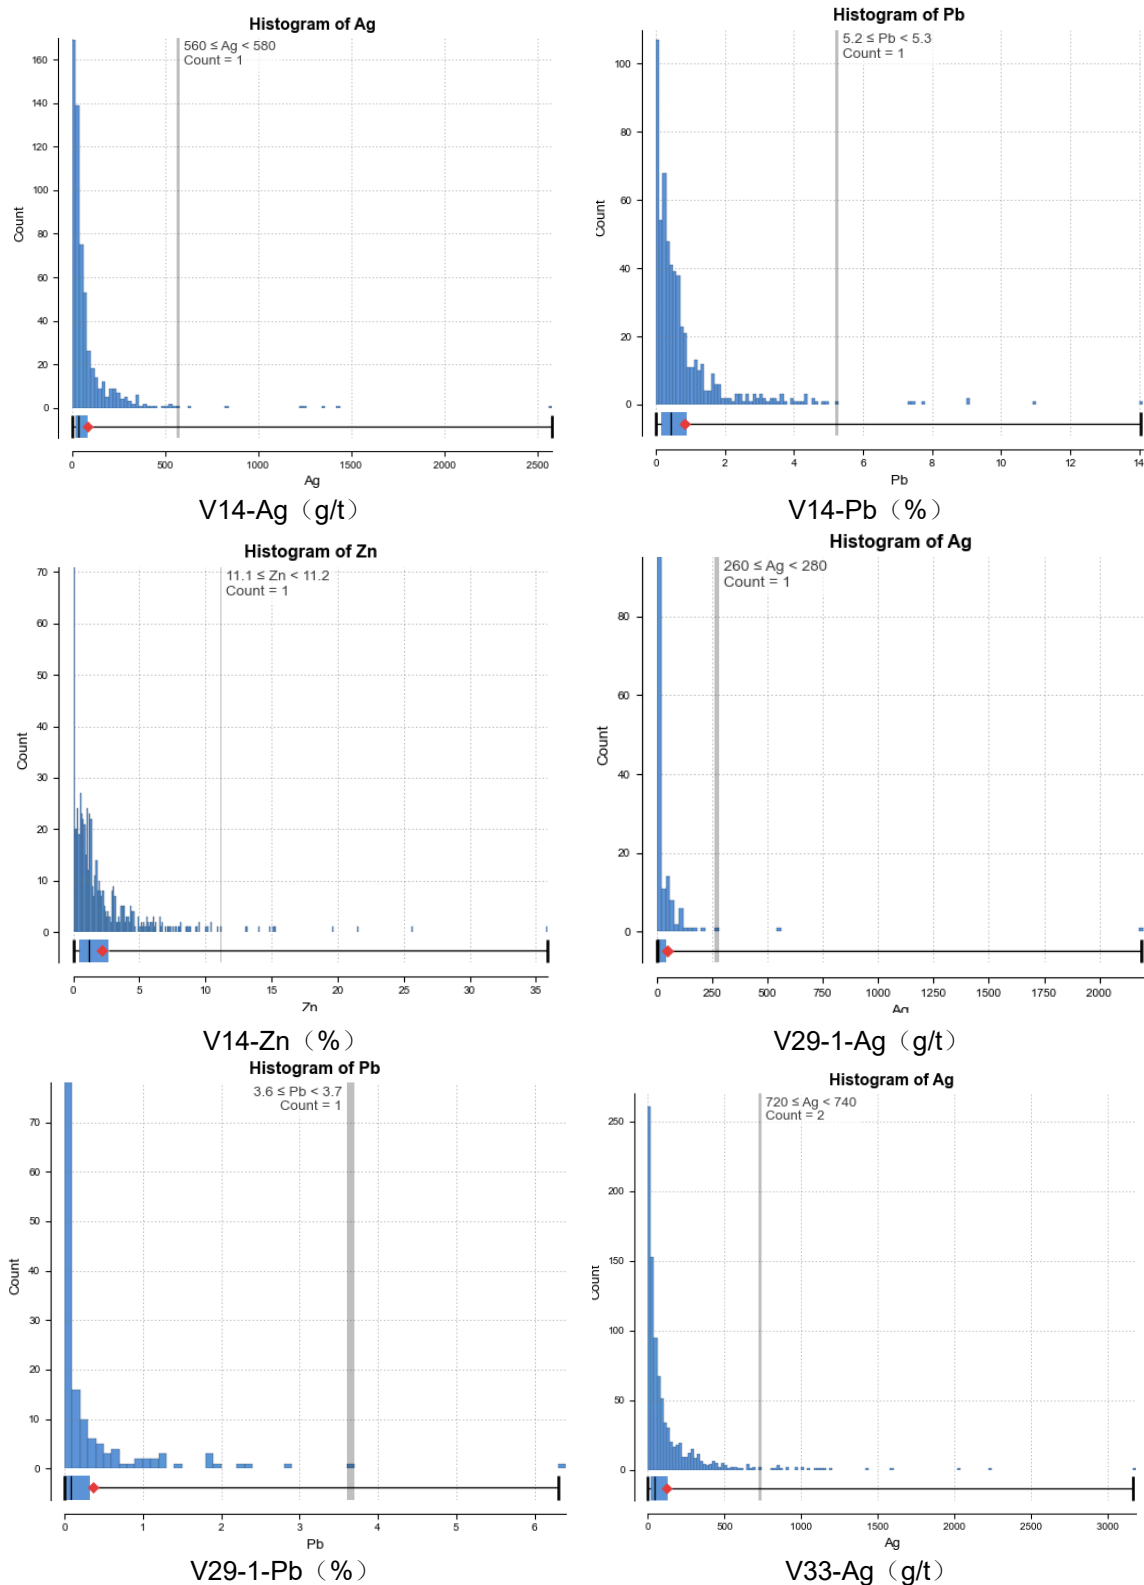 Histogram of Ag
560 ≤ Ag < 580
Count = 1
160
140
120
100
80
60
40
20
0
Count
0 500 1000 1500 2000 2500
Ag
V14-Ag（g/t）
Histogram of Pb
5.2 ≤ Pb < 5.3
Count = 1
100
80
60
40
20
0
Count
0 2 4 6 8 10 12 14
Pb
V14-Pb（%）
Histogram of Zn
11.1 ≤ Zn < 11.2
Count = 1
70
60
50
40
30
20
10
0
Count
0 5 10 15 20 25 30 35
Zn
V14-Zn（%）
Histogram of Ag
260 ≤ Ag < 280
Count = 1
80
60
40
20
0
Count
0 250 500 750 1000 1250 1500 1750 2000
Ag
V29-1-Ag（g/t）
Histogram of Pb
3.6 ≤ Pb < 3.7
Count = 1
70
60
50
40
30
20
10
0
Count
0 1 2 3 4 5 6
Pb
V29-1-Pb（%）
Histogram of Ag
720 ≤ Ag < 740
Count = 2
250
200
150
100
50
0
Count
0 500 1000 1500 2000 2500 3000
Ag
V33-Ag（g/t）